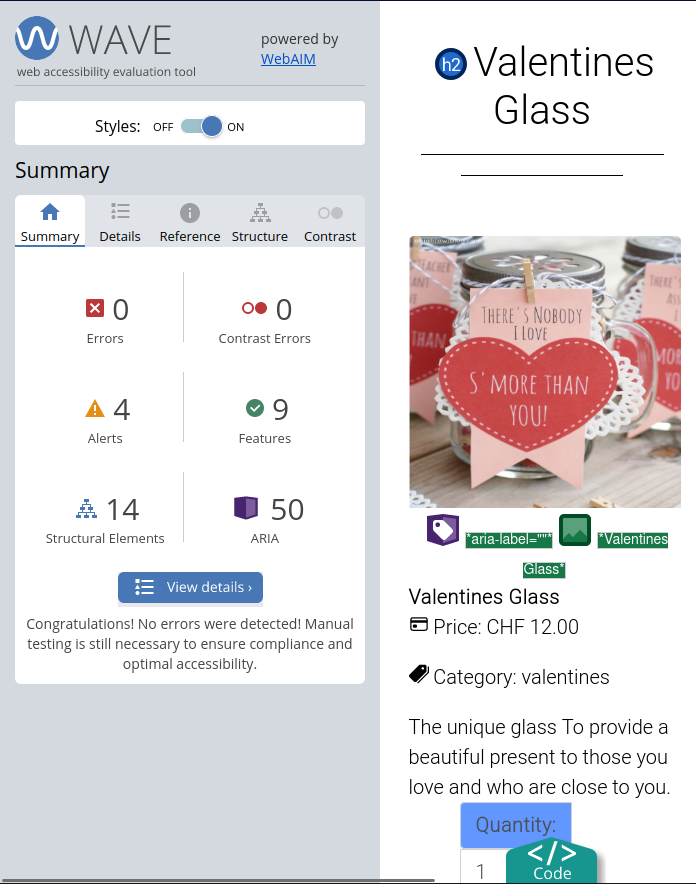 WAVE
web accessibility evaluation tool
powered by
WebAIM
Styles: OFF ON
Summary
Summary Details Reference Structure Contrast
0
Errors
0
Contrast Errors
4
Alerts
9
Features
14
Structural Elements
50
ARIA
View details ›
Congratulations! No errors were detected! Manual
testing is still necessary to ensure compliance and
optimal accessibility.
h2 Valentines
Glass
THERE'S NOBODY
I LOVE
S'MORE THAN
YOU!
*aria-label=""* *Valentines
Glass*
Valentines Glass
Price: CHF 12.00
Category: valentines
The unique glass To provide a
beautiful present to those you
love and who are close to you.
Quantity:
1
</>
Code